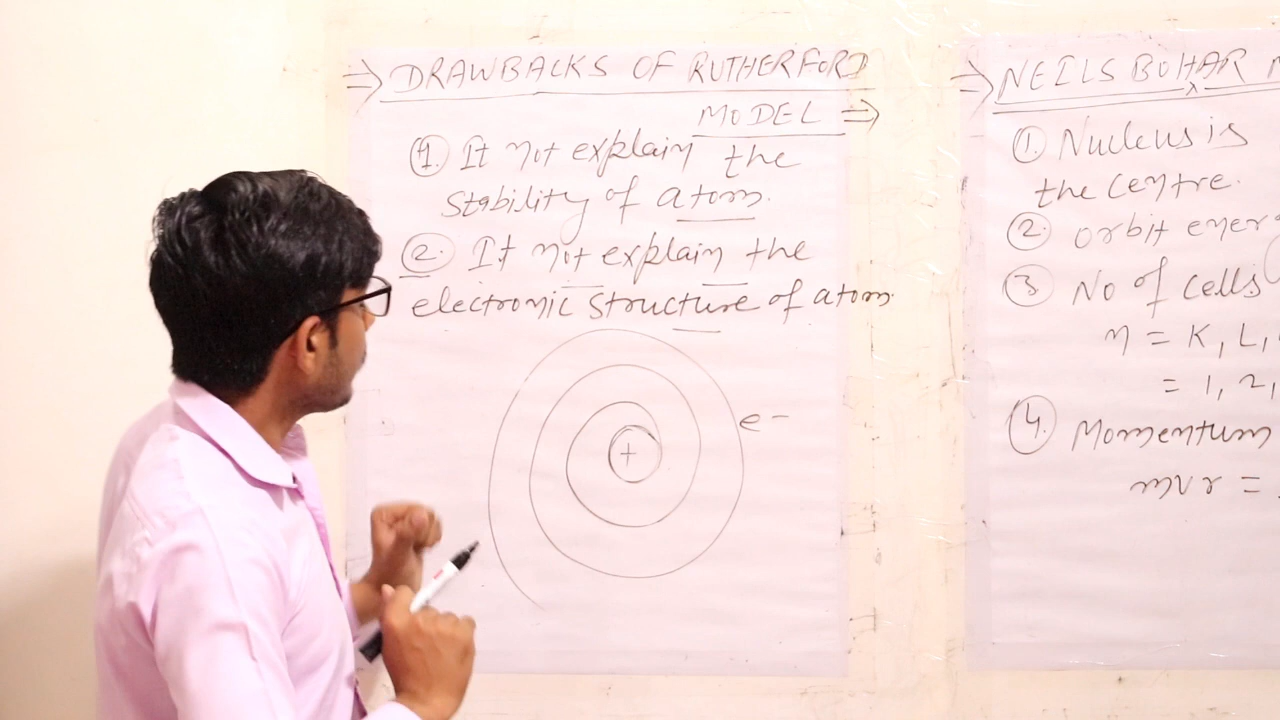 ⇒ DRAWBACKS OF RUTHERFORD
MODEL ⇒
1. It not explain the
stability of atom.
2. It not explain the
electronic structure of atom.
e-
+
⇒ NEILS BOHAR
1. Nucleus is
the centre.
2. orbit ener
3 No of cells
n = K, L,
= 1, 2,
4. Momentum
mvr =